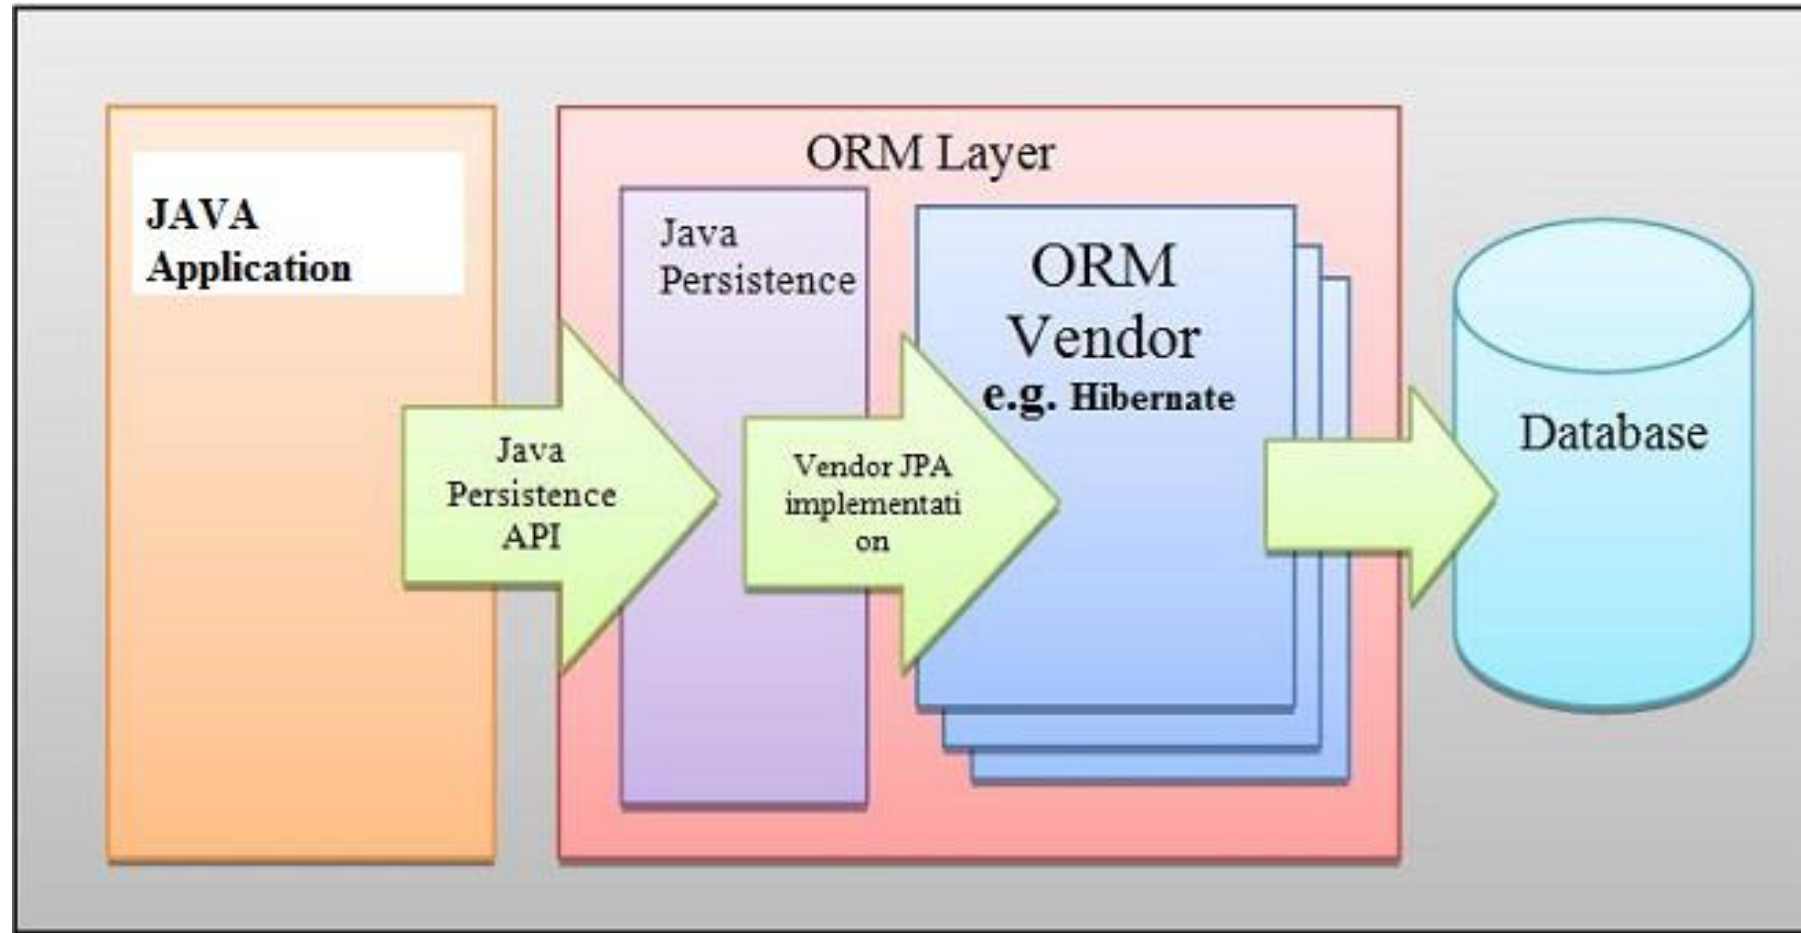 JAVA
Application
ORM Layer
Java
Persistence
ORM
Vendor
e.g. Hibernate
Java
Persistence
API
Vendor JPA
implementati
on
Database